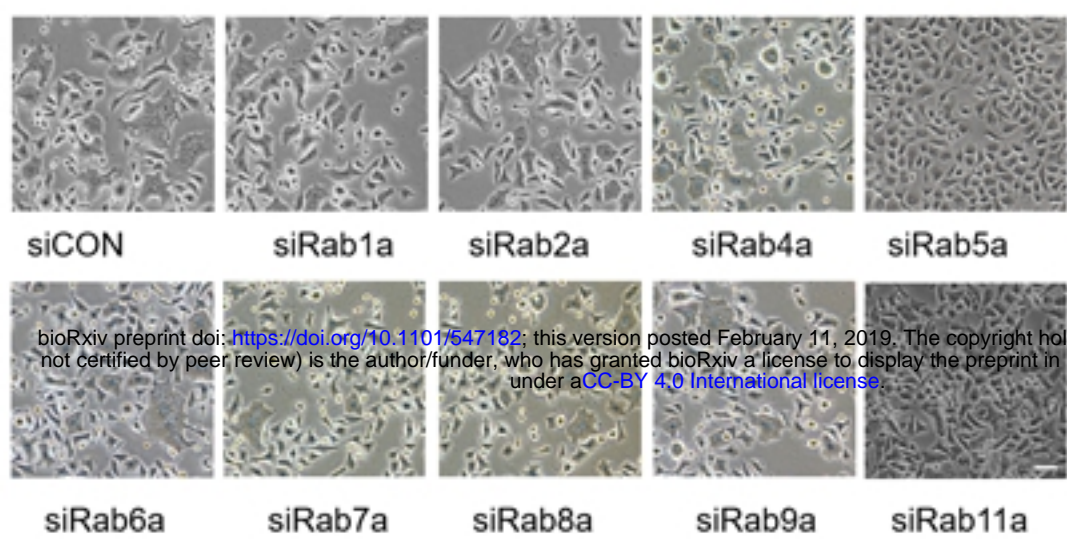 siCON siRab1a siRab2a siRab4a siRab5a
bioRxiv preprint doi: https://doi.org/10.1101/547182; this version posted February 11, 2019. The copyright hol
not certified by peer review) is the author/funder, who has granted bioRxiv a license to display the preprint in
under aCC-BY 4.0 International license.
siRab6a siRab7a siRab8a siRab9a siRab11a